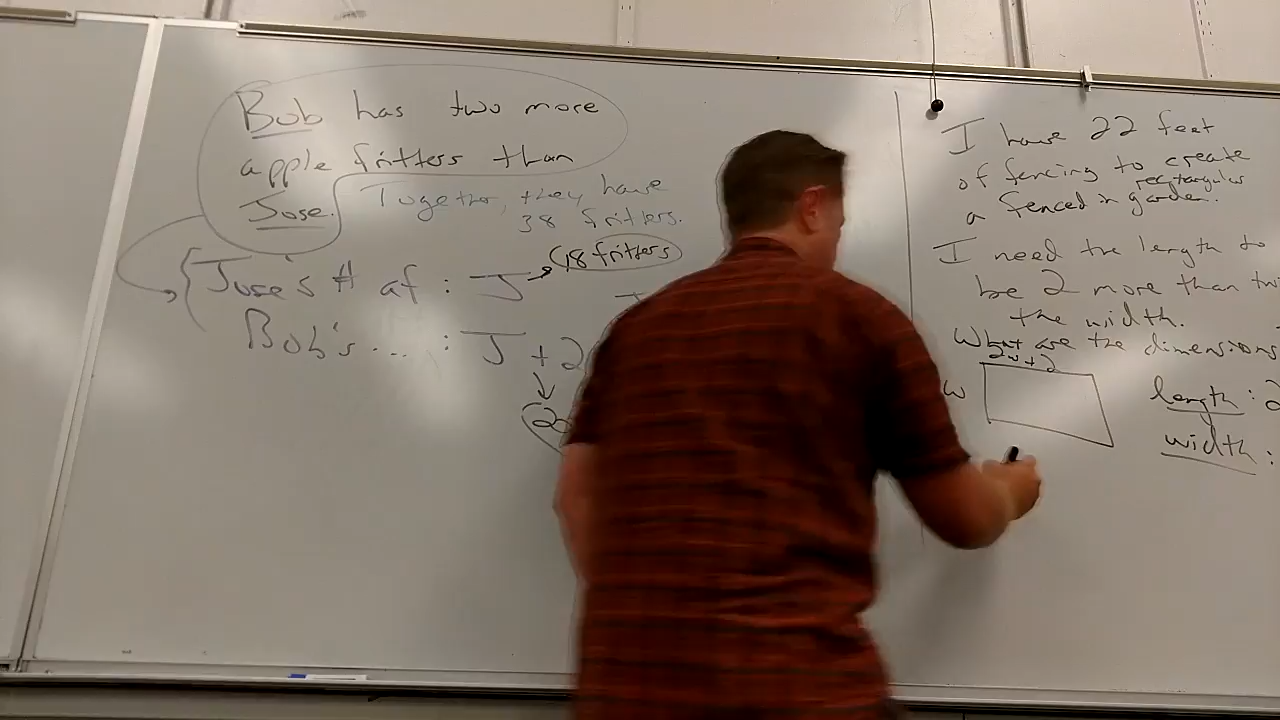 Bob has two more
apple fritters than
Jose. Together, they have
38 fritters.
Jose's # of : J → 18 fritters
Bob's ... : J + 2
I have 22 feet
of fencing to create
rectangular
a fenced in garden.
I need the length to
be 2 more than
the width.
What are the dimensions
2w+2
w
length : 2
width :